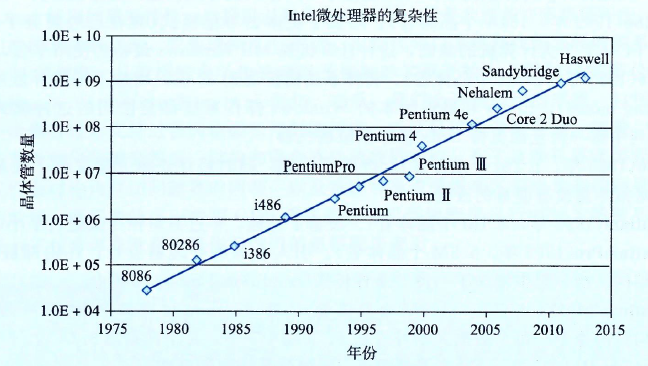 Intel微处理器的复杂性
晶体管数量
1.0E + 10
1.0E + 09
1.0E + 08
1.0E + 07
1.0E + 06
1.0E + 05
1.0E + 04
Haswell
Sandybridge
Nehalem
Core 2 Duo
Pentium 4e
Pentium 4
Pentium Ⅲ
PentiumPro
Pentium Ⅱ
Pentium
i486
80286
i386
8086
1975 1980 1985 1990 1995 2000 2005 2010 2015
年份